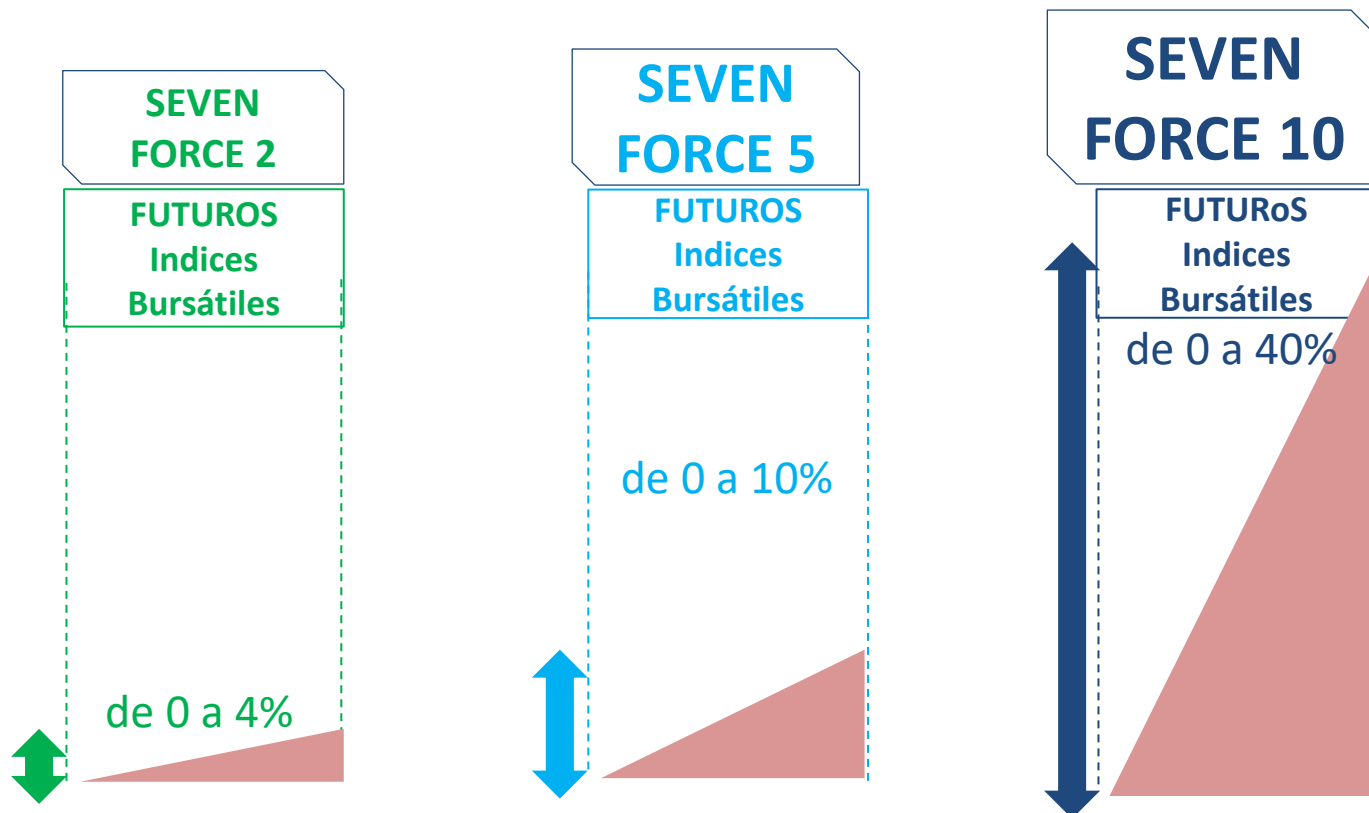 SEVEN
FORCE 2
FUTUROS
Indices
Bursátiles
de 0 a 4%
SEVEN
FORCE 5
FUTUROS
Indices
Bursátiles
de 0 a 10%
SEVEN
FORCE 10
FUTURoS
Indices
Bursátiles
de 0 a 40%